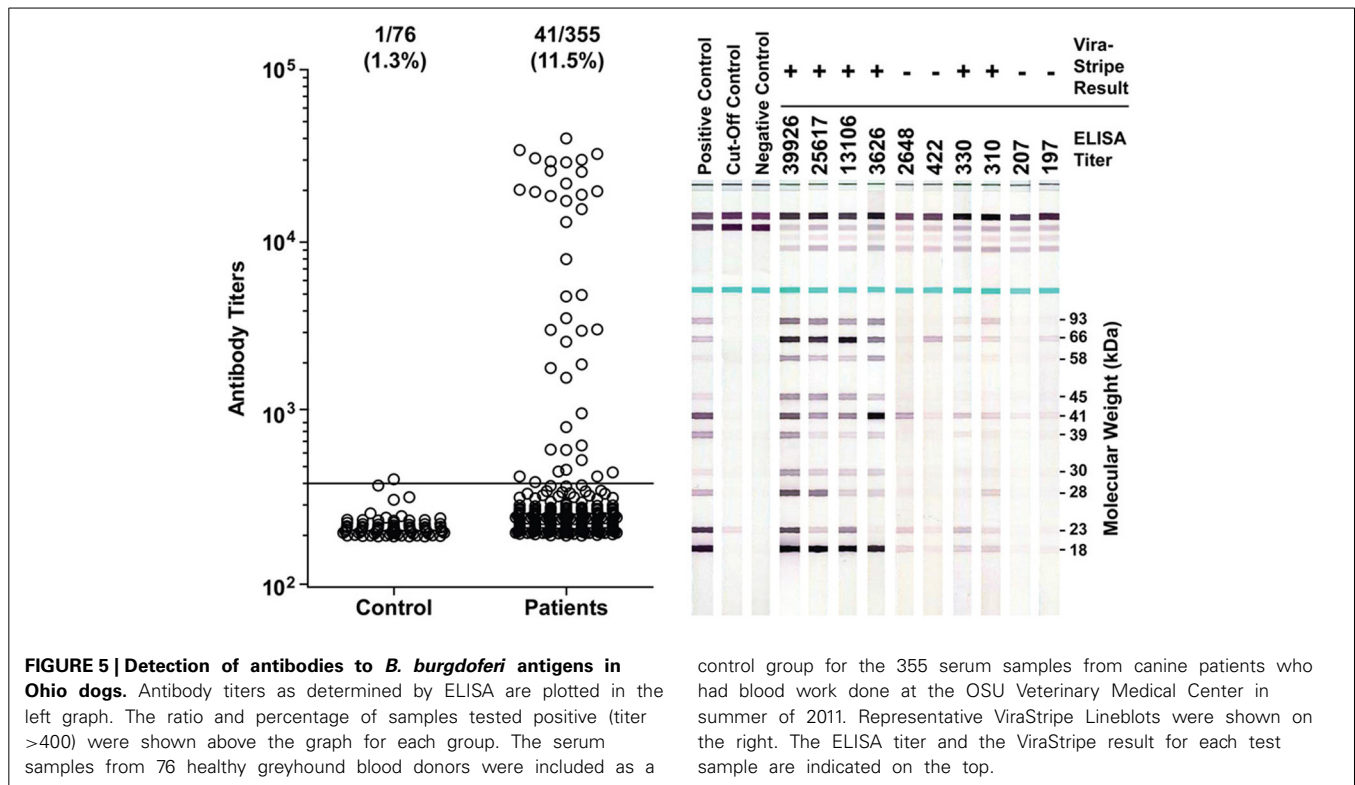 1/76
(1.3%)
41/355
(11.5%)
10⁵
10⁴
10³
10²
Antibody Titers
Control
Patients
Positive Control
Cut-Off Control
Negative Control
+ + + + - - + + - -
Vira-
Stripe
Result
39926
25617
13106
3626
2648
422
330
310
207
197
ELISA
Titer
93
66
58
45
41
39
30
28
23
18
Molecular Weight (kDa)
FIGURE 5 | Detection of antibodies to B. burgdoferi antigens in
Ohio dogs. Antibody titers as determined by ELISA are plotted in the
left graph. The ratio and percentage of samples tested positive (titer
>400) were shown above the graph for each group. The serum
samples from 76 healthy greyhound blood donors were included as a
control group for the 355 serum samples from canine patients who
had blood work done at the OSU Veterinary Medical Center in
summer of 2011. Representative ViraStripe Lineblots were shown on
the right. The ELISA titer and the ViraStripe result for each test
sample are indicated on the top.